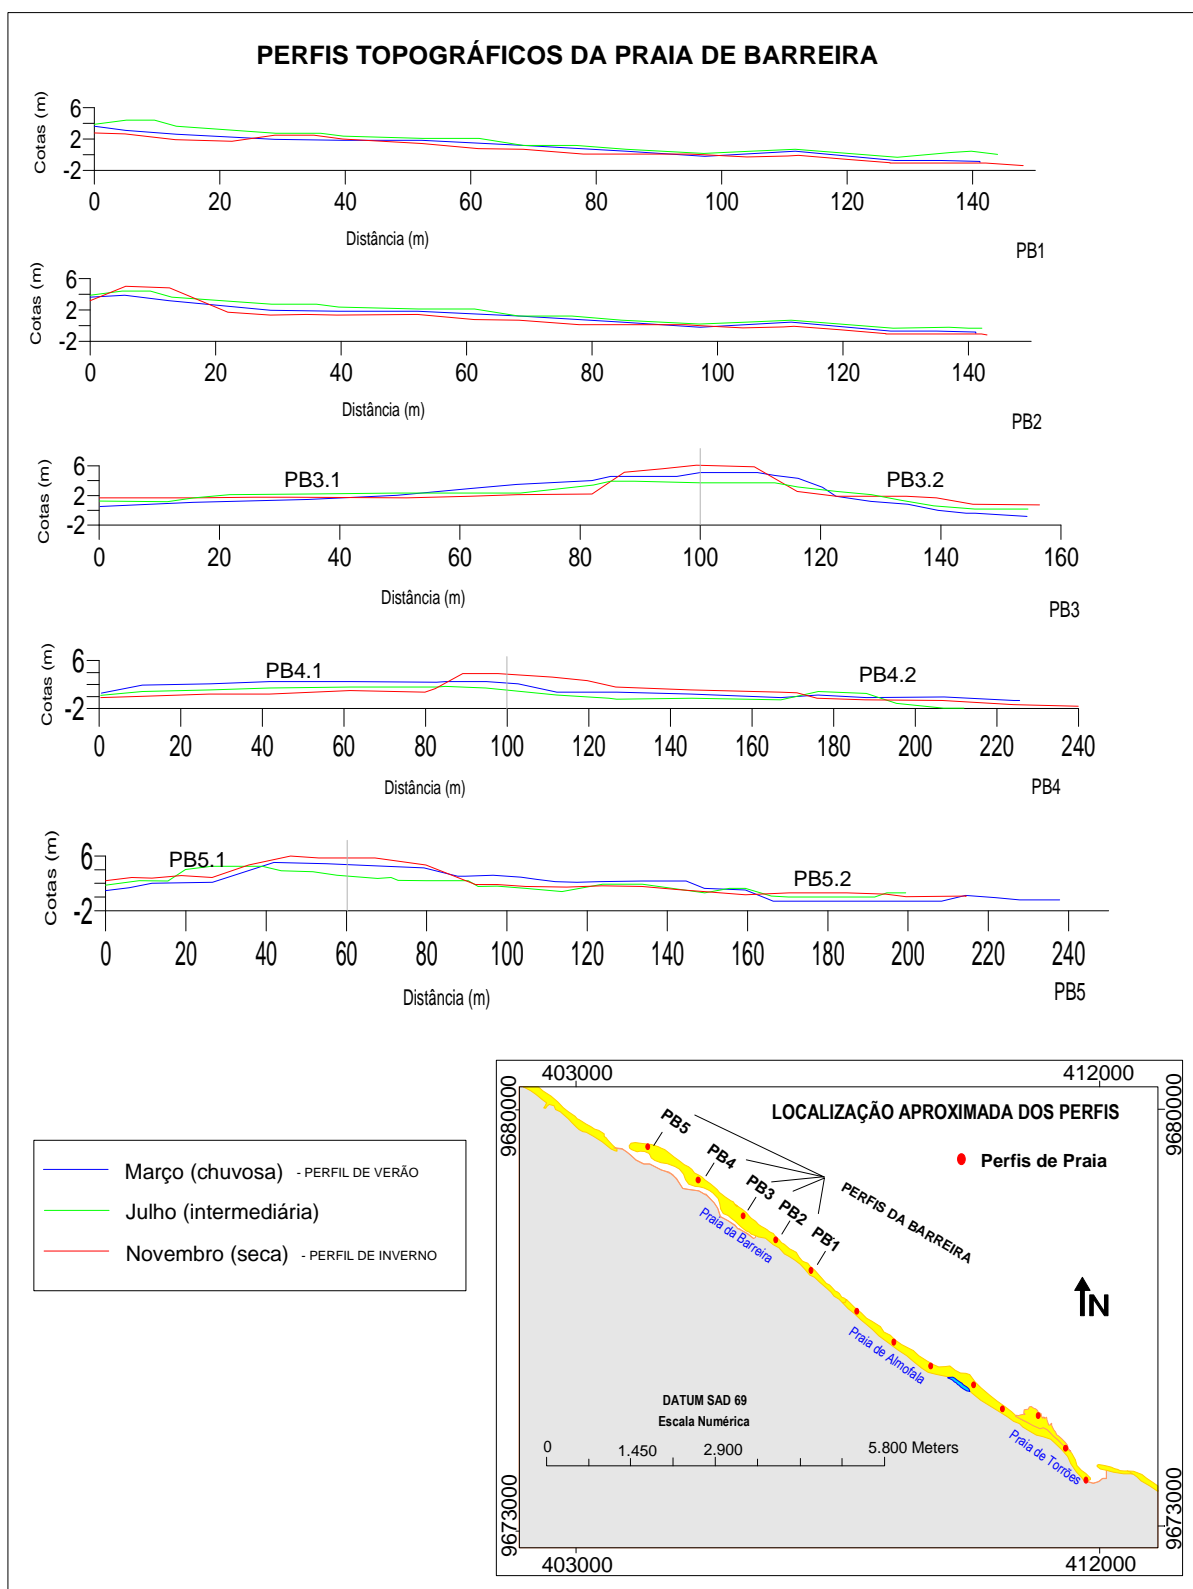 PERFIS TOPOGRÁFICOS DA PRAIA DE BARREIRA
Cotas (m)
6
2
-2
0 20 40 60 80 100 120 140
Distância (m)
PB1
Cotas (m)
6
2
-2
0 20 40 60 80 100 120 140
Distância (m)
PB2
Cotas (m)
6
2
-2
PB3.1 PB3.2
0 20 40 60 80 100 120 140 160
Distância (m)
PB3
Cotas (m)
6
2
-2
PB4.1 PB4.2
0 20 40 60 80 100 120 140 160 180 200 220 240
Distância (m)
PB4
Cotas (m)
6
2
-2
PB5.1 PB5.2
0 20 40 60 80 100 120 140 160 180 200 220 240
Distância (m)
PB5
Março (chuvosa) - PERFIL DE VERÃO
Julho (intermediária)
Novembro (seca) - PERFIL DE INVERNO
403000 412000
9680000 9680000
LOCALIZAÇÃO APROXIMADA DOS PERFIS
Perfis de Praia
PB5
PB4
PB3
PB2
PB1
PERFIS DA BARREIRA
Praia da Barreira
N
Praia de Almofala
Praia de Torrões
DATUM SAD 69
Escala Numérica
0 1.450 2.900 5.800 Meters
9673000 9673000
403000 412000